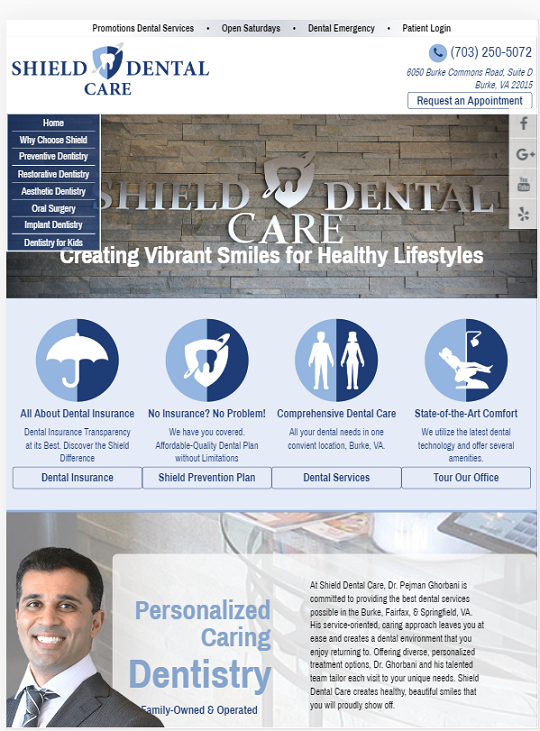 Promotions Dental Services • Open Saturdays • Dental Emergency • Patient Login
SHIELD DENTAL
CARE
(703) 250-5072
6050 Burke Commons Road, Suite D
Burke, VA 22015
Request an Appointment
Home
Why Choose Shield
Preventive Dentistry
Restorative Dentistry
Aesthetic Dentistry
Oral Surgery
Implant Dentistry
Dentistry for Kids
f
G+
You
Tube
SHIELD DENTAL
CARE
Creating Vibrant Smiles for Healthy Lifestyles
All About Dental Insurance
Dental Insurance Transparency
at its Best. Discover the Shield
Difference
Dental Insurance
No Insurance? No Problem!
We have you covered.
Affordable-Quality Dental Plan
without Limitations
Shield Prevention Plan
Comprehensive Dental Care
All your dental needs in one
convient location, Burke, VA.
Dental Services
State-of-the-Art Comfort
We utilize the latest dental
technology and offer several
amenities.
Tour Our Office
Personalized
Caring
Dentistry
Family-Owned & Operated
At Shield Dental Care, Dr. Pejman Ghorbani is
committed to providing the best dental services
possible in the Burke, Fairfax, & Springfield, VA.
His service-oriented, caring approach leaves you at
ease and creates a dental environment that you
enjoy returning to. Offering diverse, personalized
treatment options, Dr. Ghorbani and his talented
team tailor each visit to your unique needs. Shield
Dental Care creates healthy, beautiful smiles that
you will proudly show off.